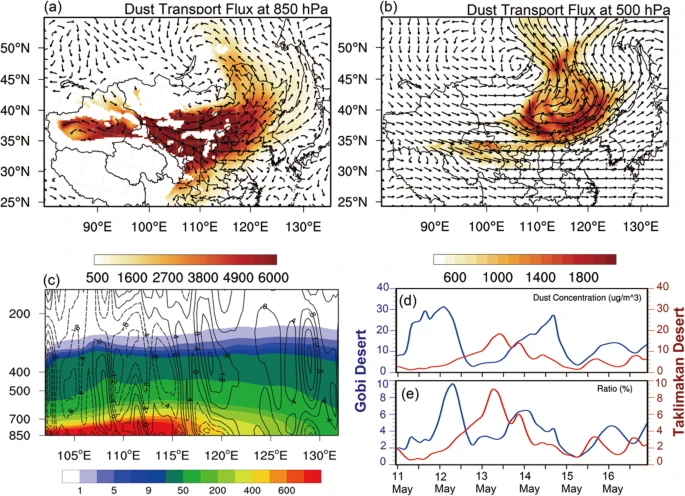 (a) Dust Transport Flux at 850 hPa
55°N
50°N
45°N
40°N
35°N
30°N
25°N
90°E 100°E 110°E 120°E 130°E
500 1600 2700 3800 4900 6000
(b) Dust Transport Flux at 500 hPa
50°N
45°N
40°N
35°N
30°N
25°N
90°E 100°E 110°E 120°E 130°E
600 1000 1400 1800
(c)
200
400
500
700
850
105°E 110°E 115°E 120°E 125°E 130°E
1 5 9 50 200 400 600
(d) Dust Concentration (ug/m^3)
40
30
20
10
0
40
30
20
10
0
(e) Ratio (%)
10
8
6
4
2
0
10
8
6
4
2
0
Gobi Desert
Taklimakan Desert
11 12 13 14 15 16
May May May May May May